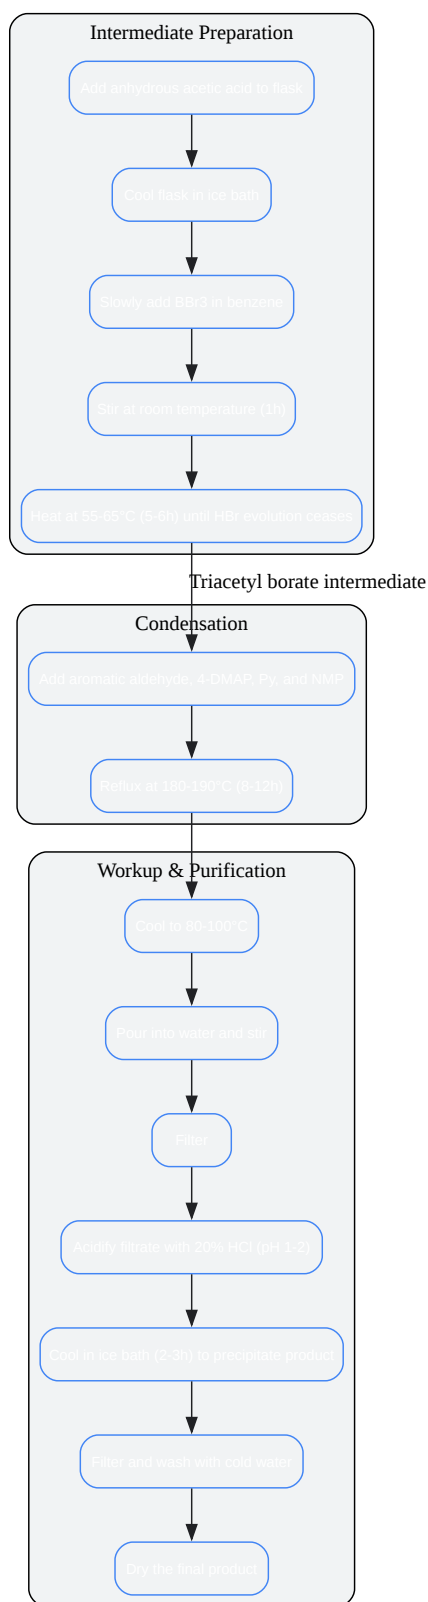 Intermediate Preparation
Add anhydrous acetic acid to flask
Cool flask in ice bath
Slowly add BBr3 in benzene
Stir at room temperature (1h)
Heat at 55-65°C (5-6h) until HBr evolution ceases
Triacetyl borate intermediate
Condensation
Add aromatic aldehyde, 4-DMAP, Py, and NMP
Reflux at 180-190°C (8-12h)
Workup & Purification
Cool to 80-100°C
Pour into water and stir
Filter
Acidify filtrate with 20% HCl (pH 1-2)
Cool in ice bath (2-3h) to precipitate product
Filter and wash with cold water
Dry the final product